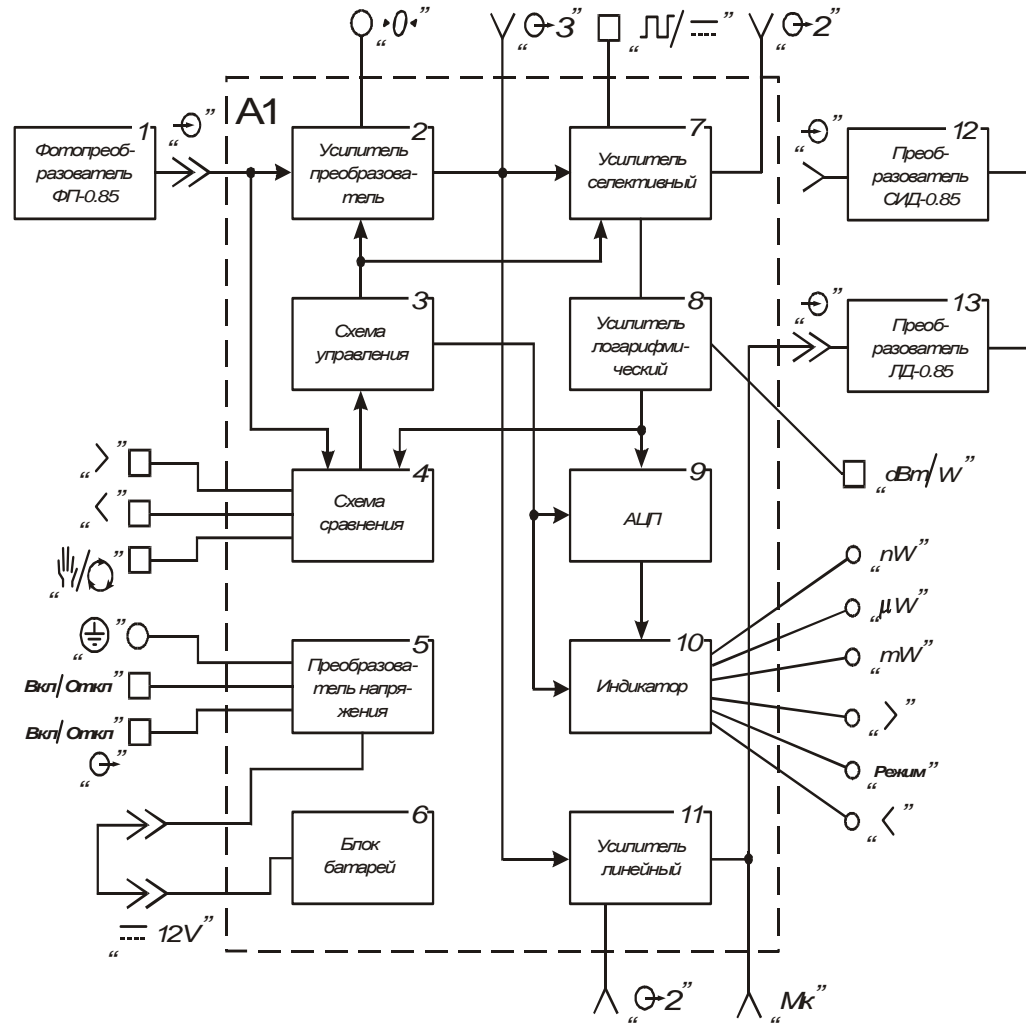 “▸0◂”
“3”
“/”
“2”
A1
1
Фотопреоб-
разователь
ФП-0.85
“ ”
2
Усилитель
преобразова-
тель
7
Усилитель
селективный
“ ”
12
Преоб-
разователь
СИД-0.85
3
Схема
управления
8
Усилитель
логарифми-
ческий
“ ”
13
Преоб-
разователь
ЛД-0.85
“>”
“<”
“/”
4
Схема
сравнения
9
АЦП
“dBm/W”
“ ”
Вкл/Откл”
Вкл/Откл”
“ ”
5
Преобразова-
тель напря-
жения
10
Индикатор
“nW”
“µW”
“mW”
“>”
“Режим”
“<”
6
Блок
батарей
11
Усилитель
линейный
“ 12V”
“2”
“Мк”